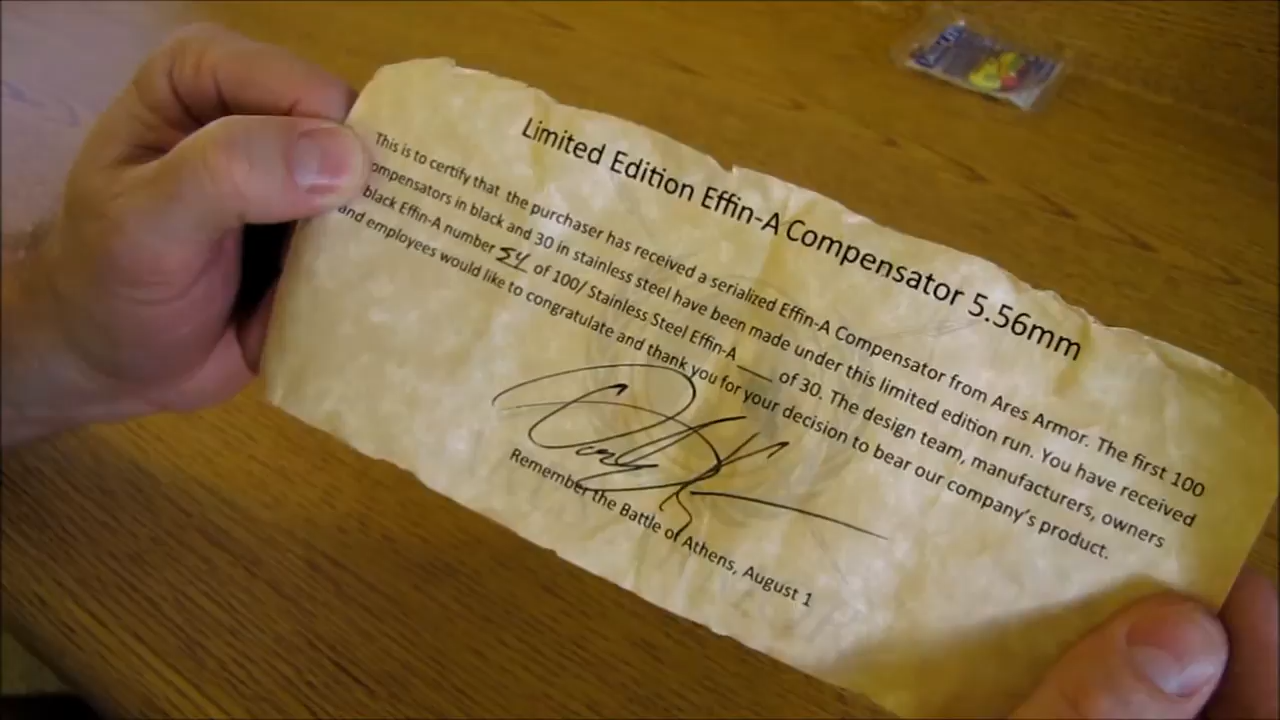 Limited Edition Effin-A Compensator 5.56mm
This is to certify that the purchaser has received a serialized Effin-A Compensator from Ares Armor. The first 100
ompensators in black and 30 in stainless steel have been made under this limited edition run. You have received
black Effin-A number 54 of 100/ Stainless Steel Effin-A ___ of 30. The design team, manufacturers, owners
and employees would like to congratulate and thank you for your decision to bear our company's product.
Remember the Battle of Athens, August 1